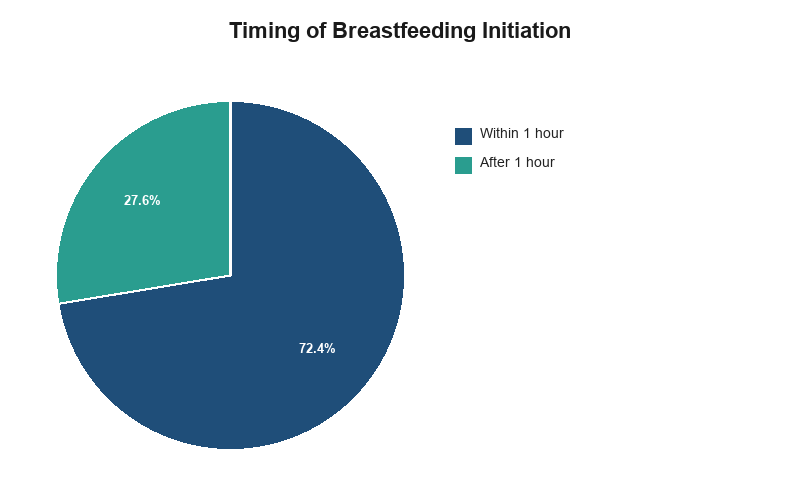 Timing of Breastfeeding Initiation
Within 1 hour
After 1 hour
27.6%
72.4%